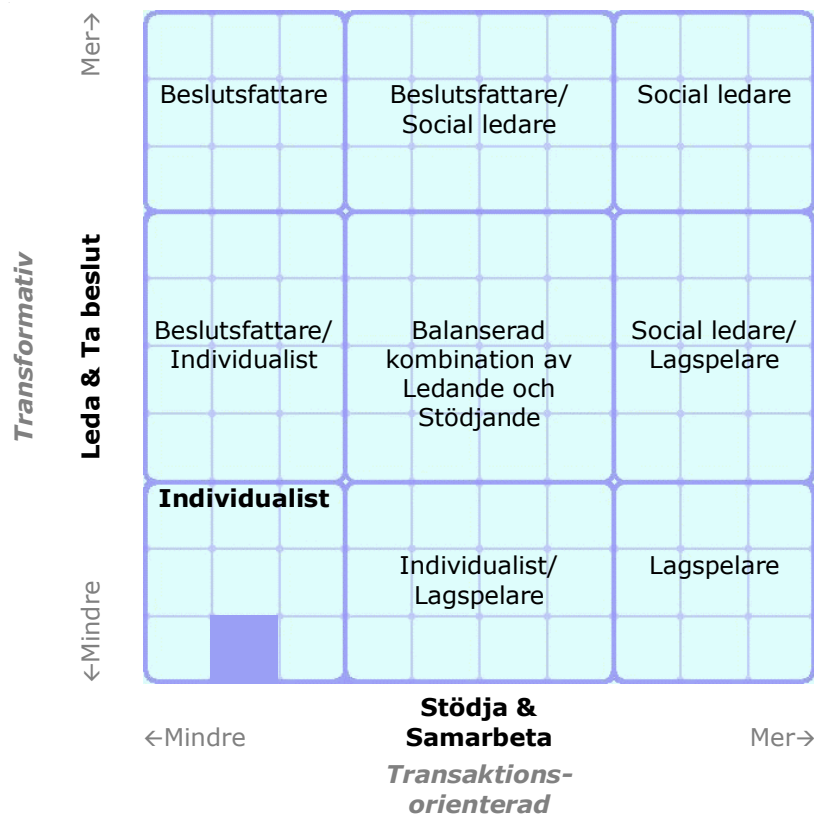 Mer→
Beslutsfattare
Beslutsfattare/
Social ledare
Social ledare
Transformativ
Leda & Ta beslut
Beslutsfattare/
Individualist
Balanserad
kombination av
Ledande och
Stödjande
Social ledare/
Lagspelare
Individualist
Individualist/
Lagspelare
Lagspelare
←Mindre
Stödja &
Samarbeta
←Mindre
Mer→
Transaktions-
orienterad